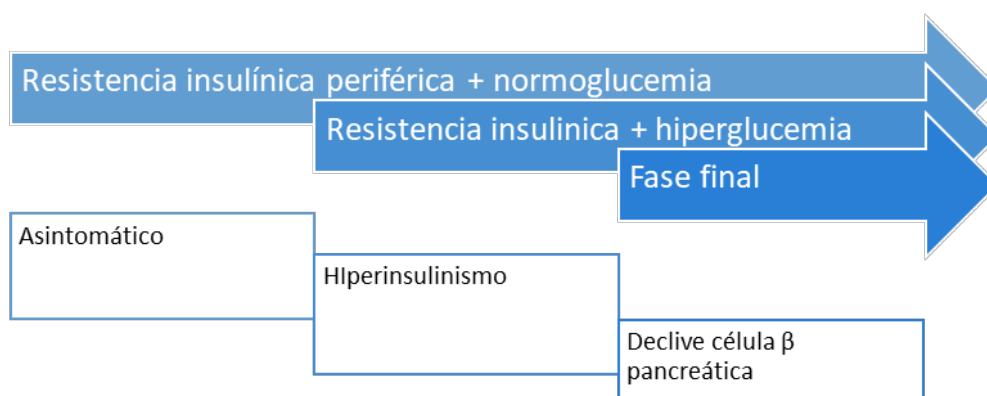 Resistencia insulínica periférica + normoglucemia
Resistencia insulinica + hiperglucemia
Fase final
Asintomático
HIperinsulinismo
Declive célula β
pancreática